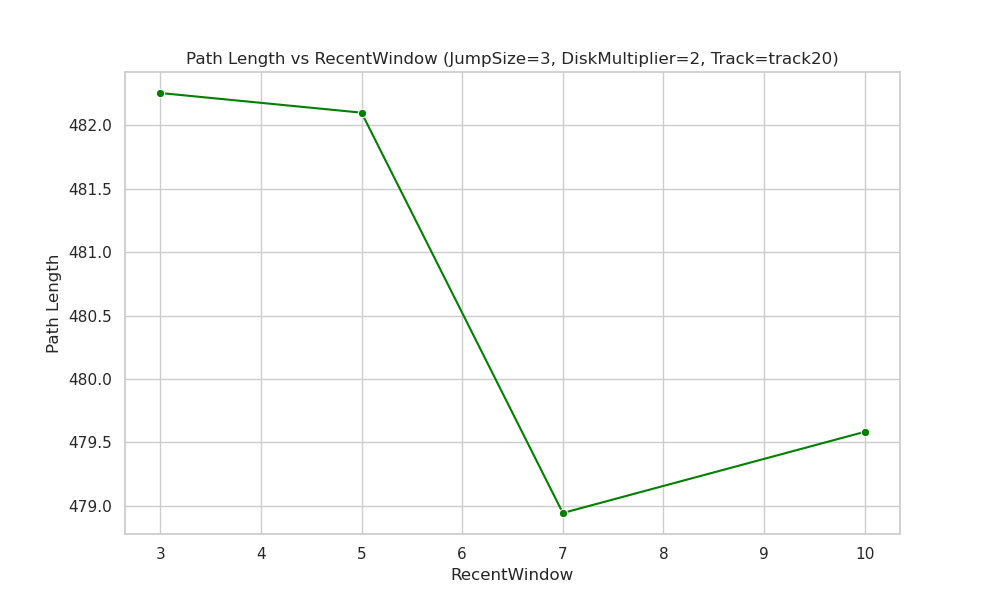 Path Length vs RecentWindow (JumpSize=3, DiskMultiplier=2, Track=track20)
482.0
481.5
481.0
480.5
480.0
479.5
479.0
Path Length
3 4 5 6 7 8 9 10
RecentWindow